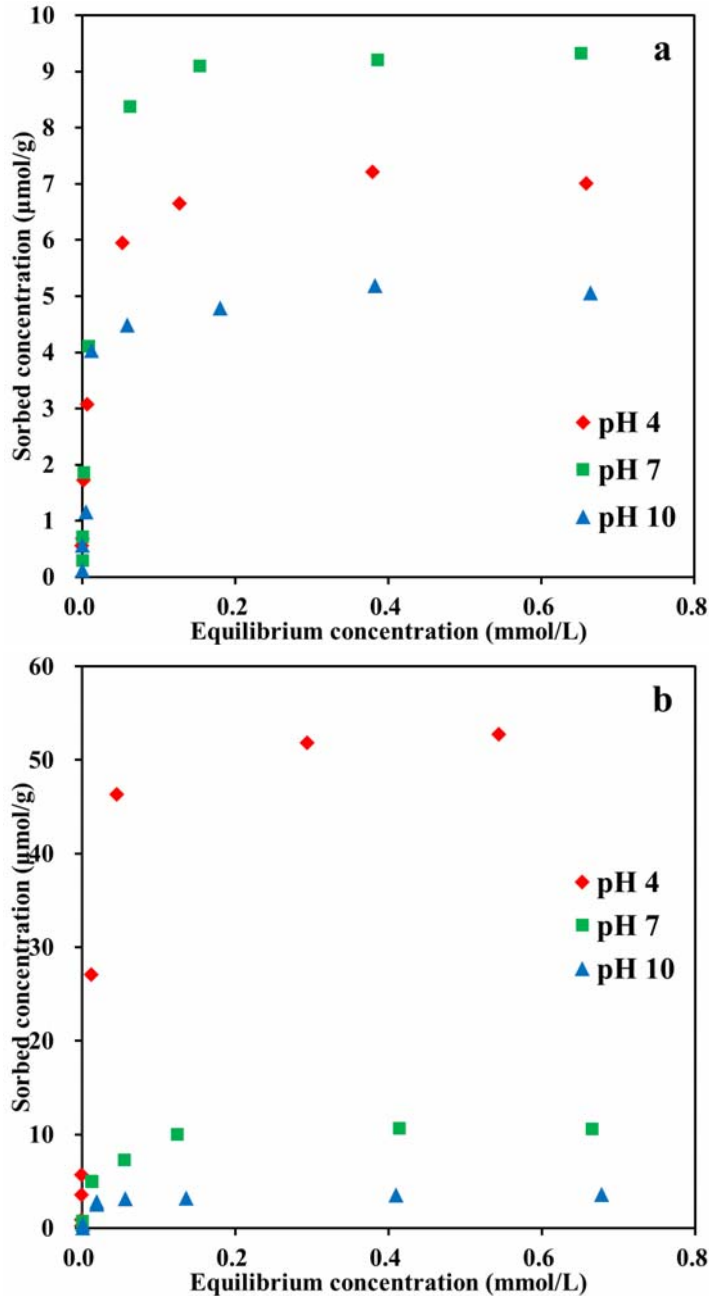 10
a
9
8
7
6
5
4
3
2
1
0
Sorbed concentration (µmol/g)
pH 4
pH 7
pH 10
0.0 0.2 0.4 0.6 0.8
Equilibrium concentration (mmol/L)
60
b
50
40
30
20
10
0
Sorbed concentration (µmol/g)
pH 4
pH 7
pH 10
0.0 0.2 0.4 0.6 0.8
Equilibrium concentration (mmol/L)